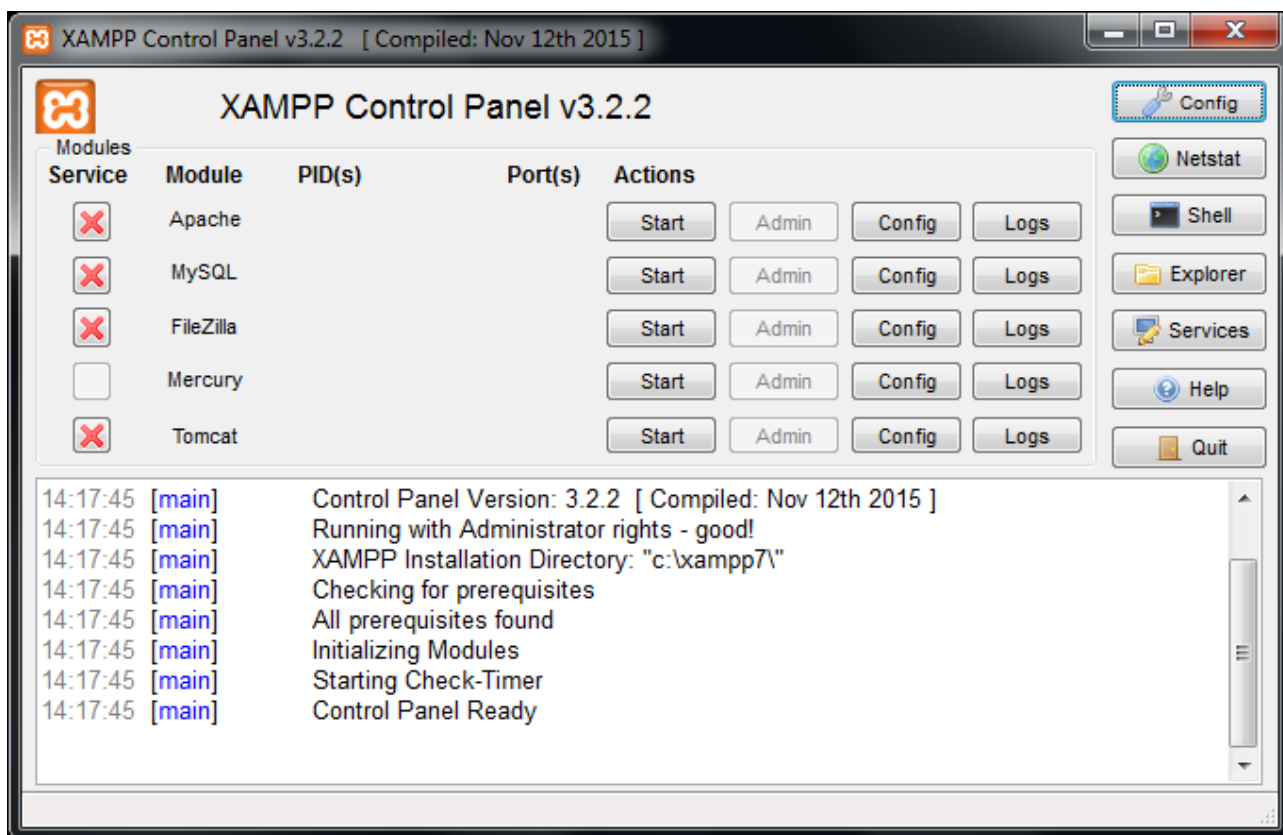 XAMPP Control Panel v3.2.2 [ Compiled: Nov 12th 2015 ]
XAMPP Control Panel v3.2.2
Config
Modules
Service Module PID(s) Port(s) Actions
Netstat
Apache Start Admin Config Logs
Shell
MySQL Start Admin Config Logs
Explorer
FileZilla Start Admin Config Logs
Services
Mercury Start Admin Config Logs
Help
Tomcat Start Admin Config Logs
Quit
14:17:45 [main] Control Panel Version: 3.2.2 [ Compiled: Nov 12th 2015 ]
14:17:45 [main] Running with Administrator rights - good!
14:17:45 [main] XAMPP Installation Directory: "c:\xampp7\"
14:17:45 [main] Checking for prerequisites
14:17:45 [main] All prerequisites found
14:17:45 [main] Initializing Modules
14:17:45 [main] Starting Check-Timer
14:17:45 [main] Control Panel Ready